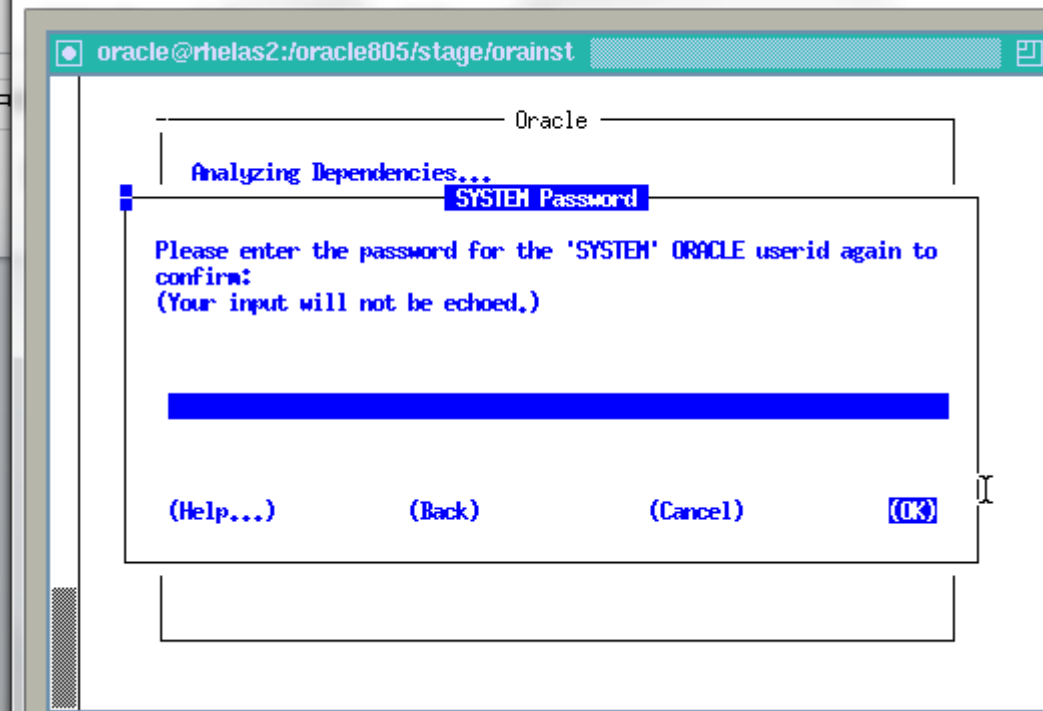 oracle@rhelas2:/oracle805/stage/orainst
Oracle
Analyzing Dependencies...
SYSTEM Password
Please enter the password for the 'SYSTEM' ORACLE userid again to
confirm:
(Your input will not be echoed.)
(Help...) (Back) (Cancel) (OK)